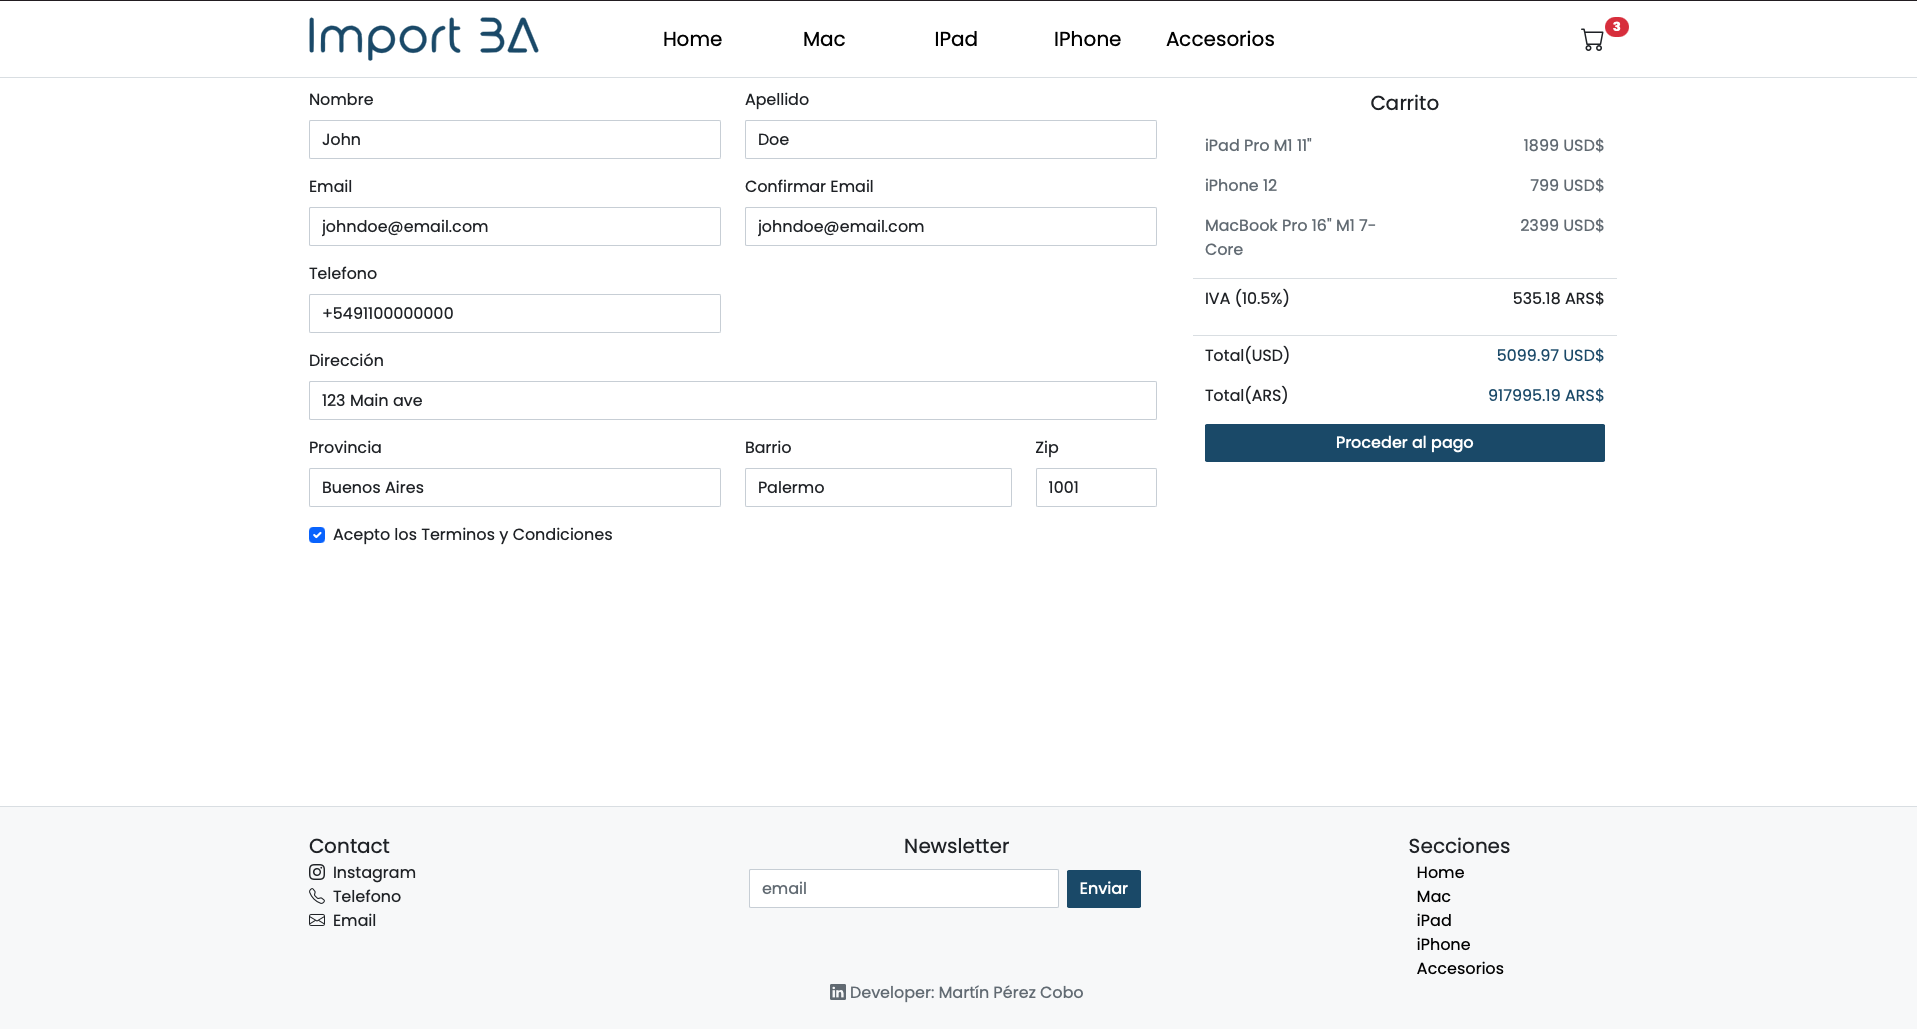 Import BA
Home Mac IPad IPhone Accesorios
3
Nombre Apellido
John Doe
Email Confirmar Email
johndoe@email.com johndoe@email.com
Telefono
+5491100000000
Dirección
123 Main ave
Provincia Barrio Zip
Buenos Aires Palermo 1001
Acepto los Terminos y Condiciones
Carrito
iPad Pro M1 11" 1899 USD$
iPhone 12 799 USD$
MacBook Pro 16" M1 7- 2399 USD$
Core
IVA (10.5%) 535.18 ARS$
Total(USD) 5099.97 USD$
Total(ARS) 917995.19 ARS$
Proceder al pago
Contact
Instagram
Telefono
Email
Newsletter
email Enviar
Secciones
Home
Mac
iPad
iPhone
Accesorios
Developer: Martín Pérez Cobo